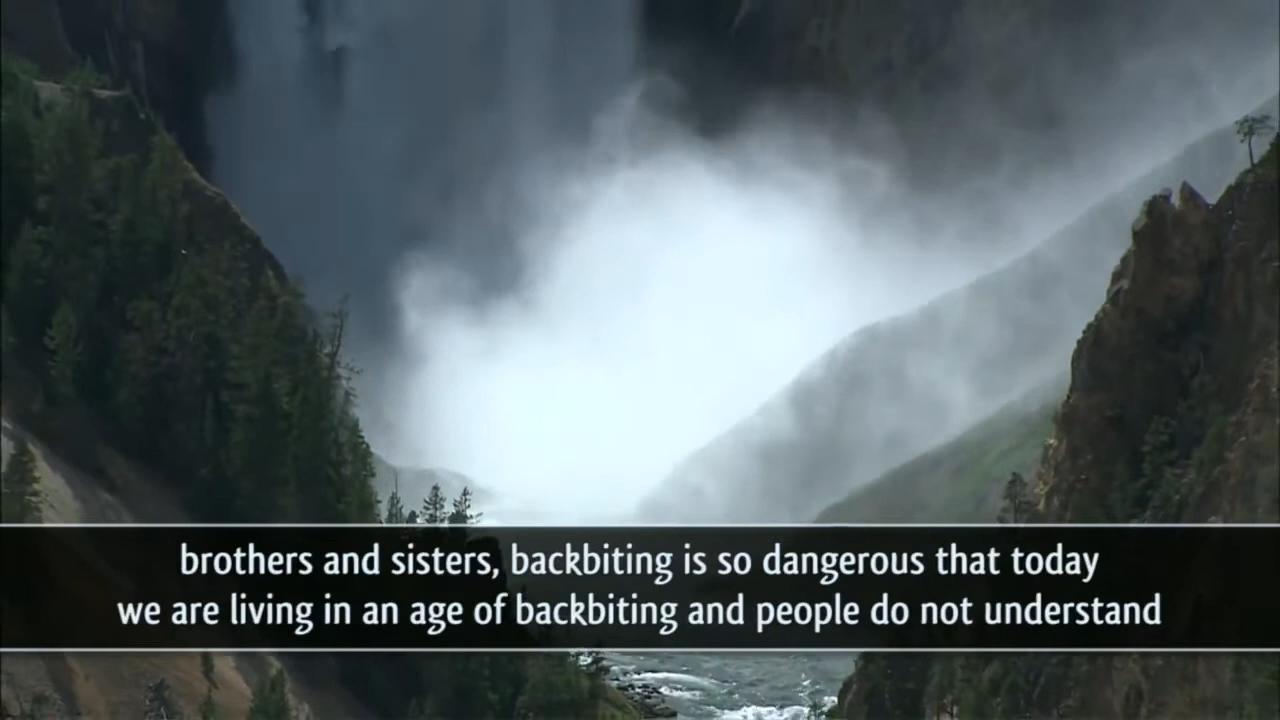 brothers and sisters, backbiting is so dangerous that today
we are living in an age of backbiting and people do not understand